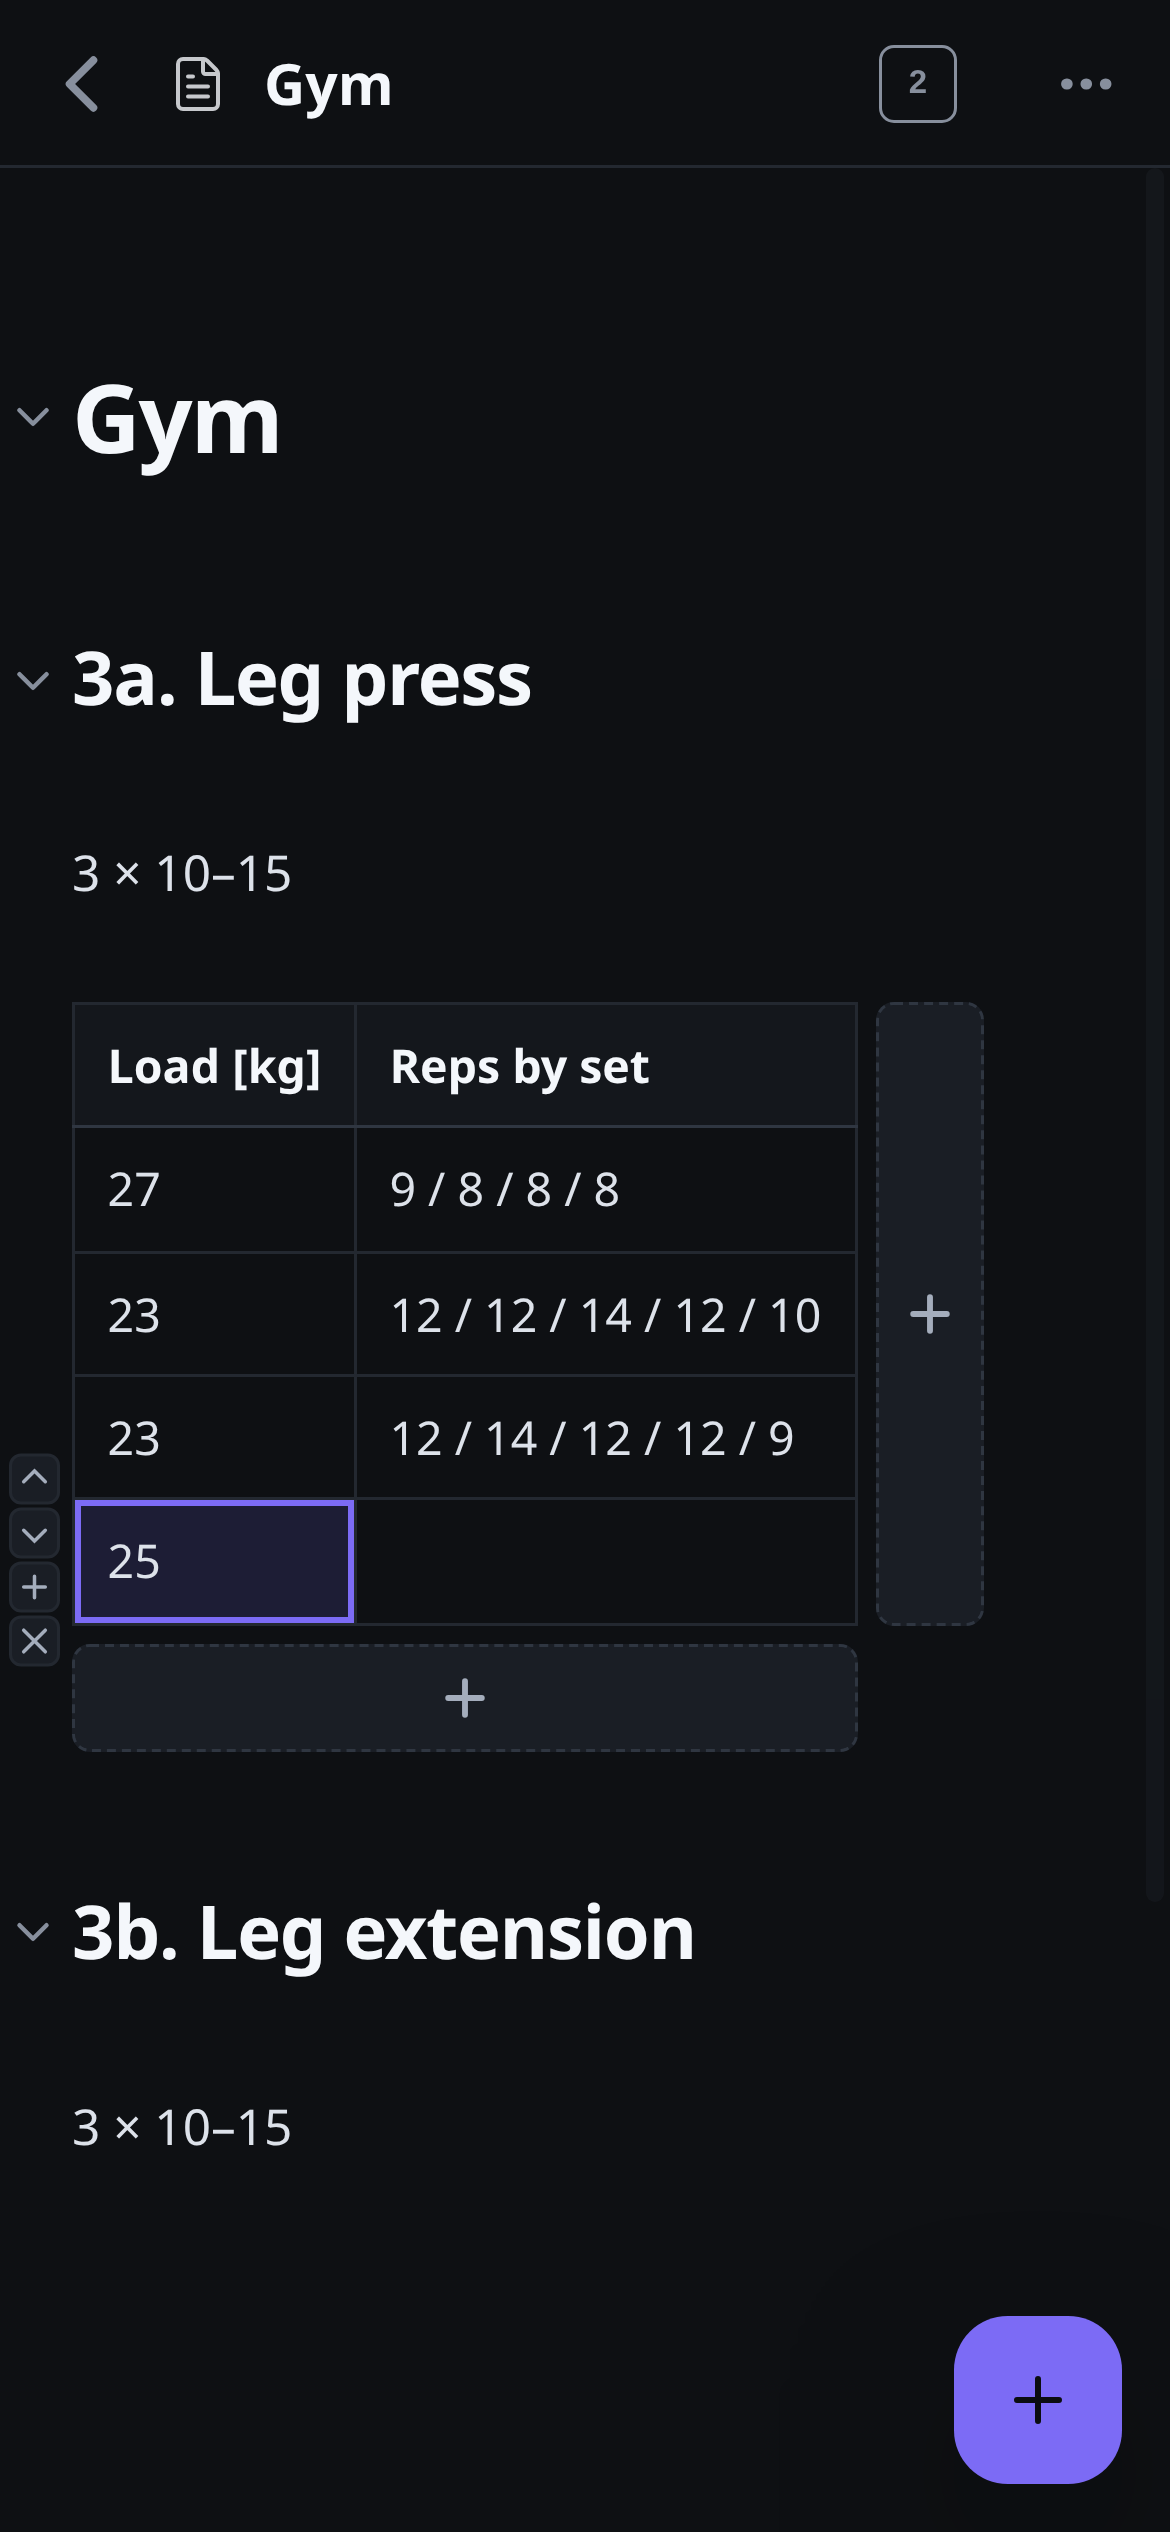 Gym
2
Gym
3a. Leg press
3 × 10–15
Load [kg] Reps by set
27 9 / 8 / 8 / 8
23 12 / 12 / 14 / 12 / 10
23 12 / 14 / 12 / 12 / 9
25
3b. Leg extension
3 × 10–15